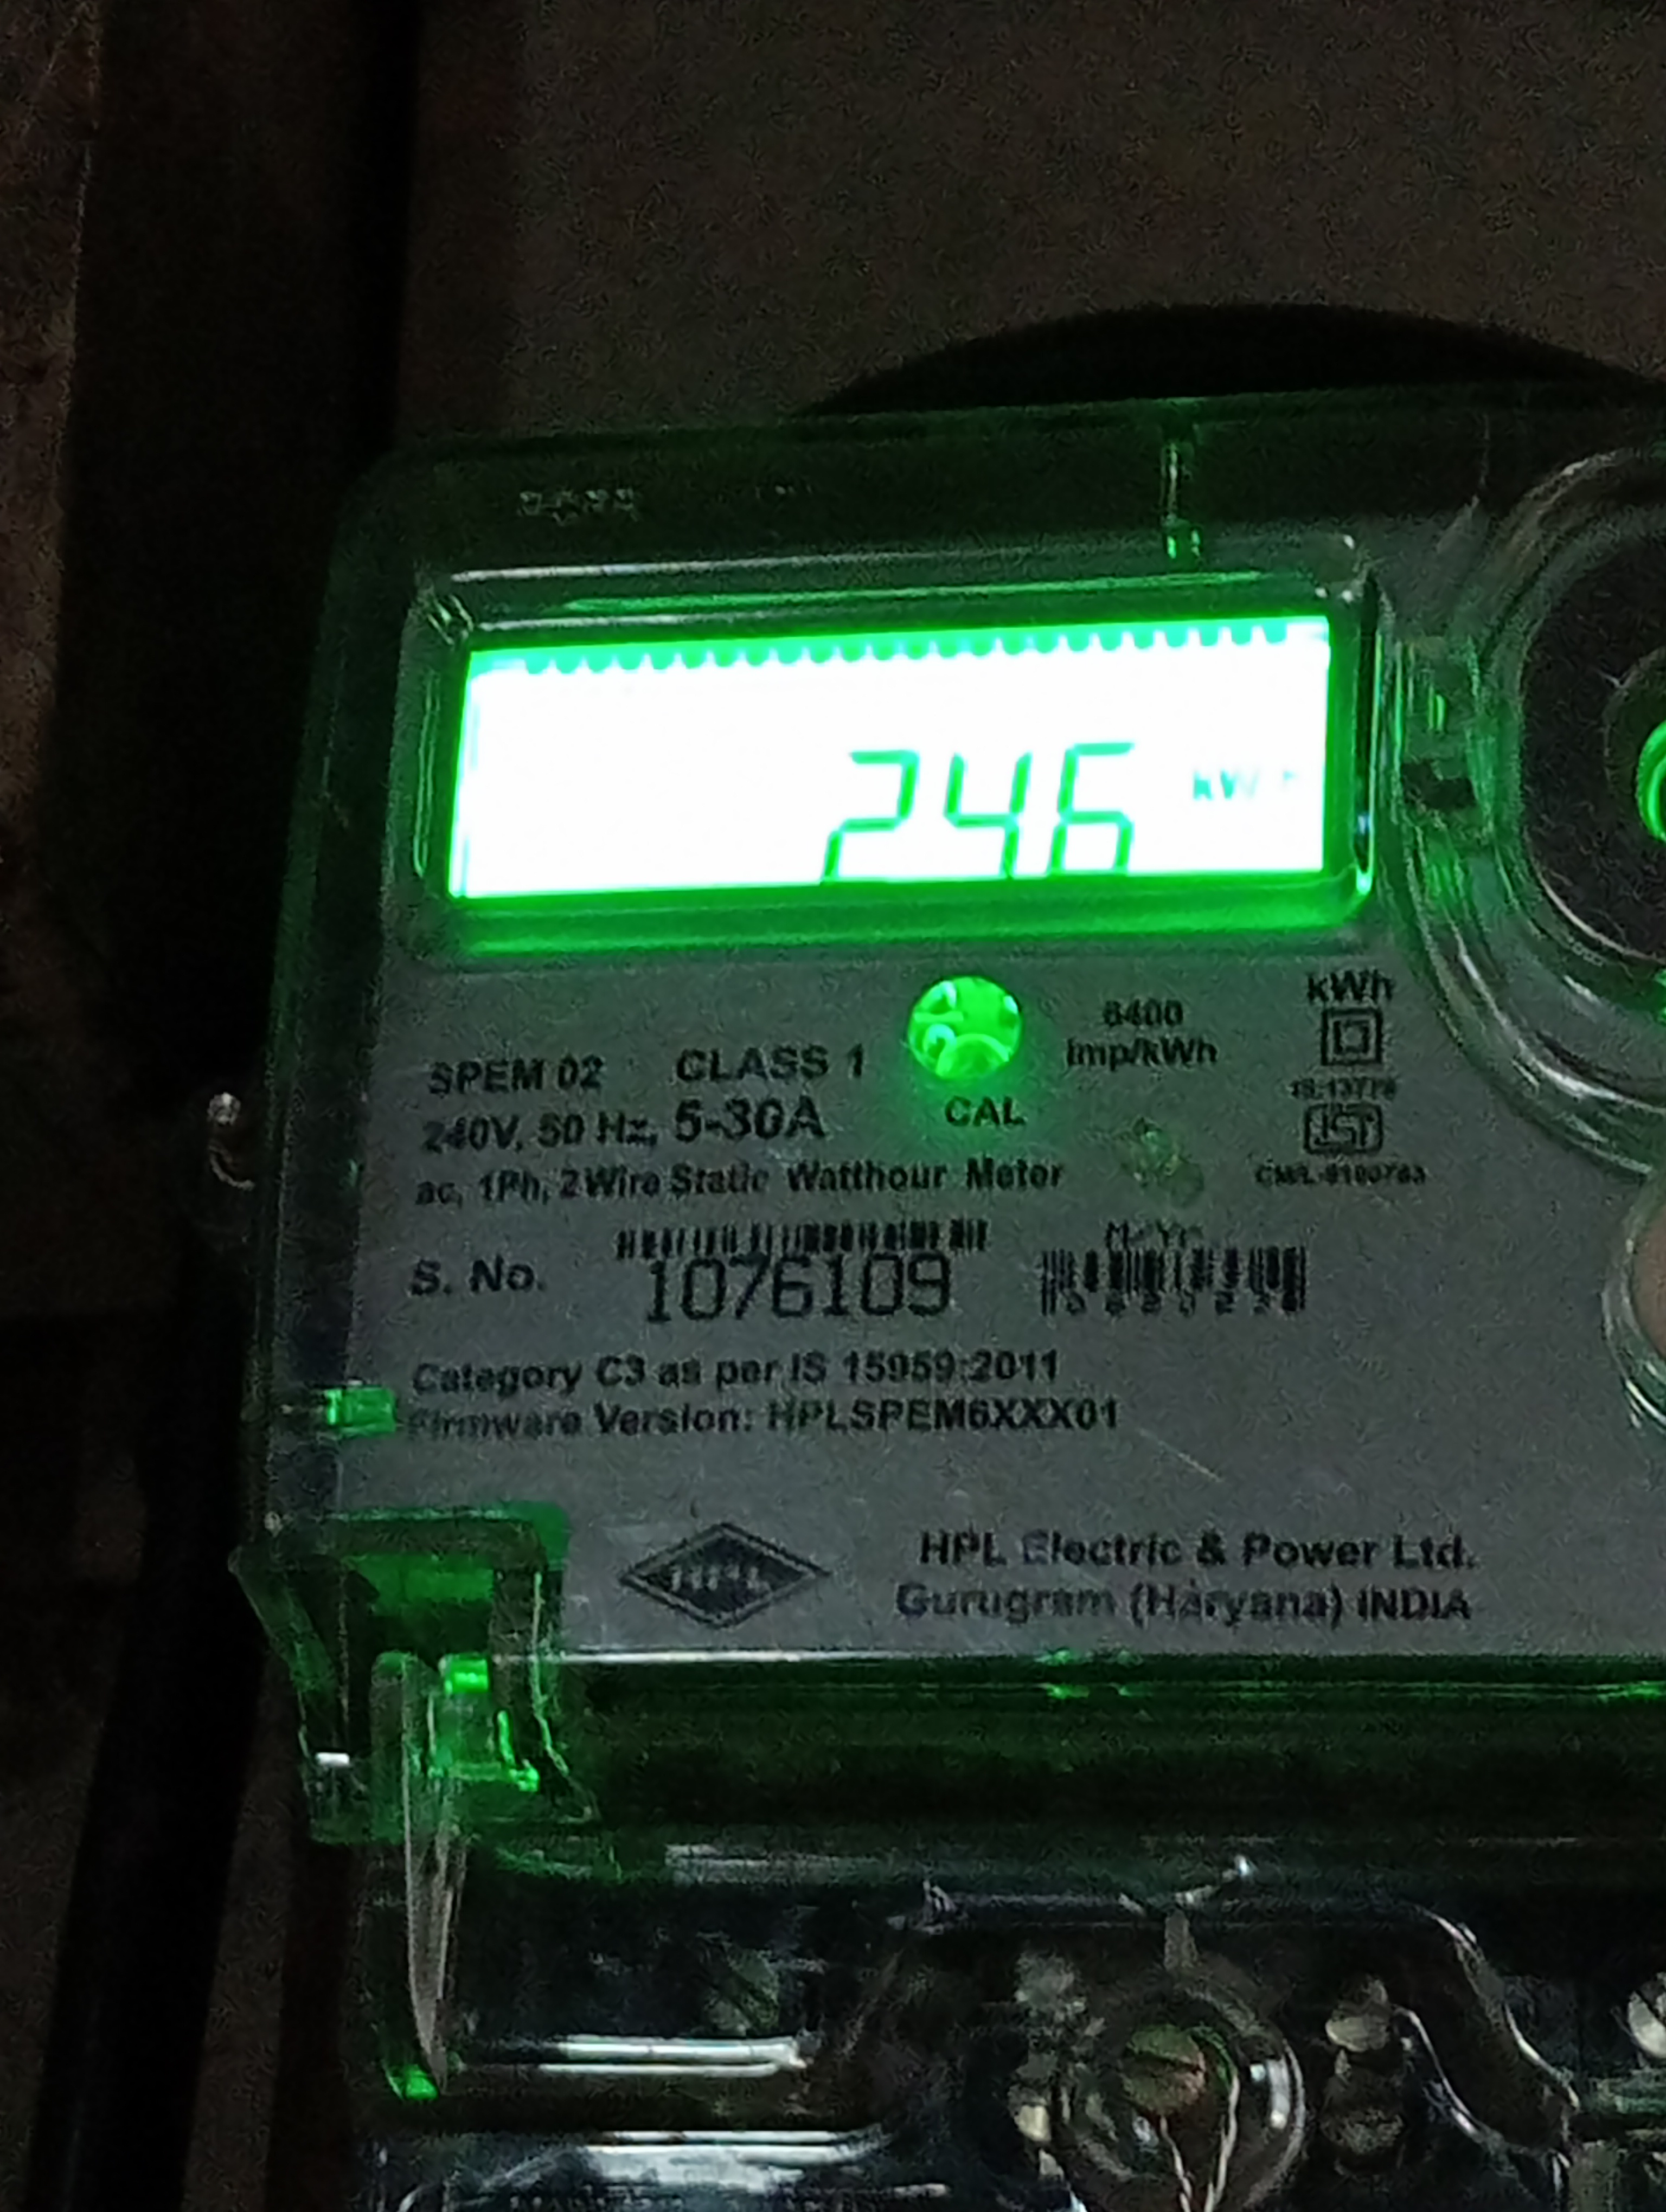 246
kWh
6400
imp/kWh
SPEM 02 CLASS 1
CAL
240V, 50 Hz, 5-30A
ac, 1Ph, 2Wire Static Watthour Meter
S. No.
1076109
Category C3 as per IS 15959:2011
Firmware Version: HPLSPEM6XXX01
HPL
HPL Electric & Power Ltd.
Gurugram (Haryana) INDIA